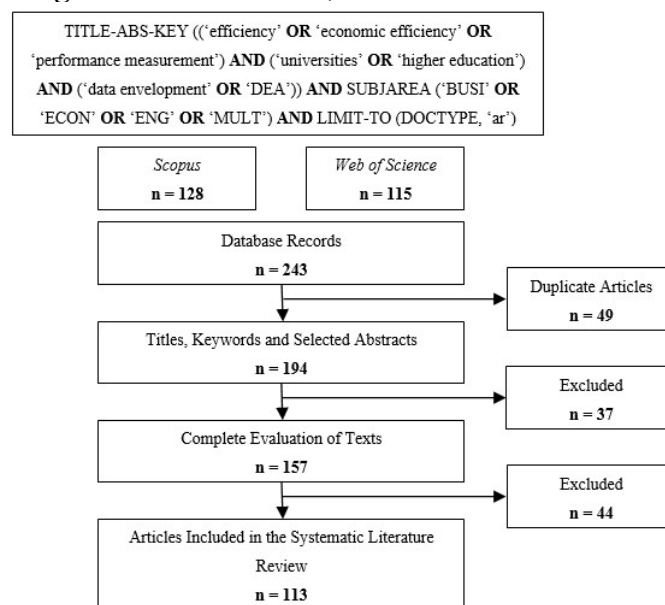 TITLE-ABS-KEY ((‘efficiency’ OR ‘economic efficiency’ OR
‘performance measurement’) AND (‘universities’ OR ‘higher education’)
AND (‘data envelopment’ OR ‘DEA’)) AND SUBJAREA (‘BUSI’ OR
‘ECON’ OR ‘ENG’ OR ‘MULT’) AND LIMIT-TO (DOCTYPE, ‘ar’)
Scopus
n = 128
Web of Science
n = 115
Database Records
n = 243
Duplicate Articles
n = 49
Titles, Keywords and Selected Abstracts
n = 194
Excluded
n = 37
Complete Evaluation of Texts
n = 157
Excluded
n = 44
Articles Included in the Systematic Literature
Review
n = 113